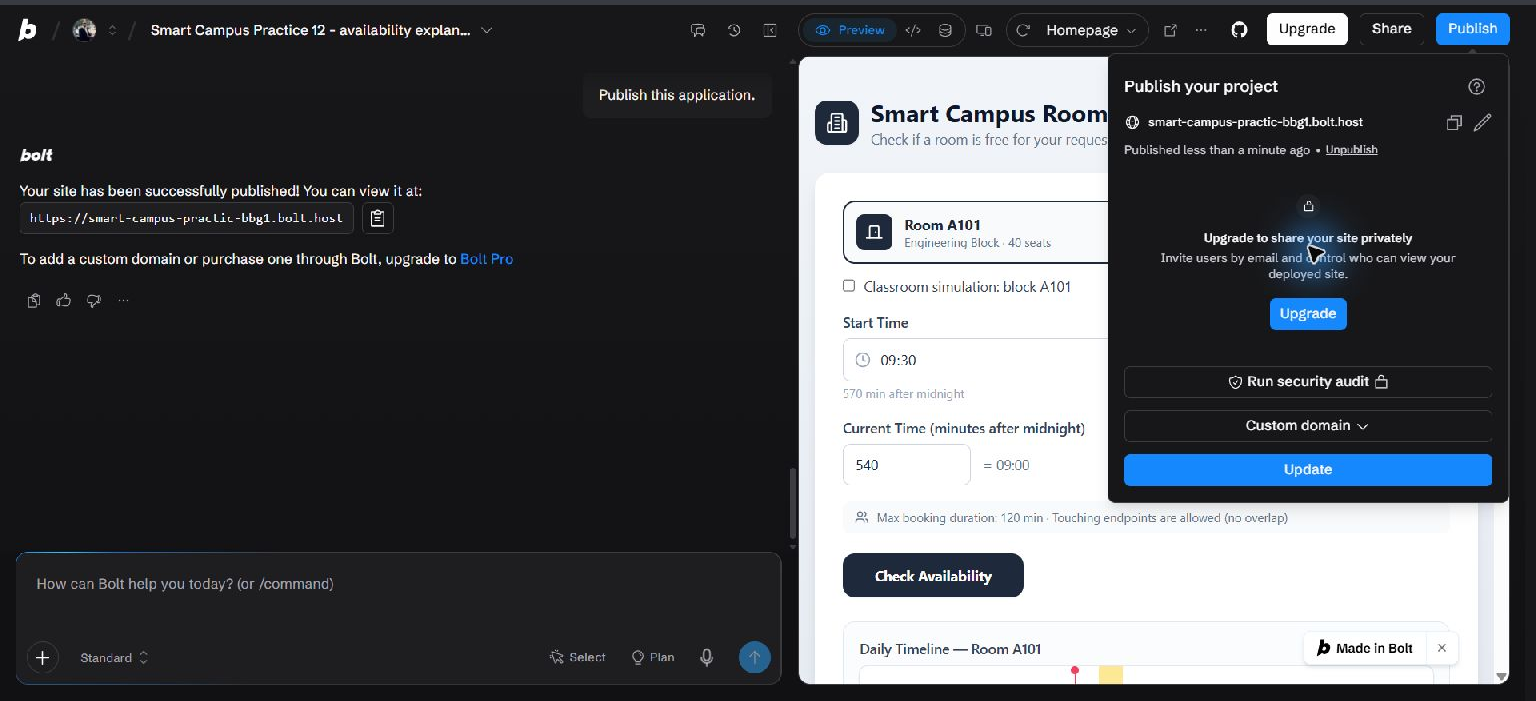 Smart Campus Practice 12 - availability explan...
Preview
Homepage
Upgrade
Share
Publish
Publish this application.
bolt
Your site has been successfully published! You can view it at:
https://smart-campus-practic-bbg1.bolt.host
To add a custom domain or purchase one through Bolt, upgrade to Bolt Pro
How can Bolt help you today? (or /command)
Standard
Select
Plan
Smart Campus Room
Check if a room is free for your reques
Room A101
Engineering Block · 40 seats
Classroom simulation: block A101
Start Time
09:30
570 min after midnight
Current Time (minutes after midnight)
540
= 09:00
Max booking duration: 120 min · Touching endpoints are allowed (no overlap)
Check Availability
Daily Timeline — Room A101
Made in Bolt
Publish your project
smart-campus-practic-bbg1.bolt.host
Published less than a minute ago • Unpublish
Upgrade to share your site privately
Invite users by email and control who can view your
deployed site.
Upgrade
Run security audit
Custom domain
Update